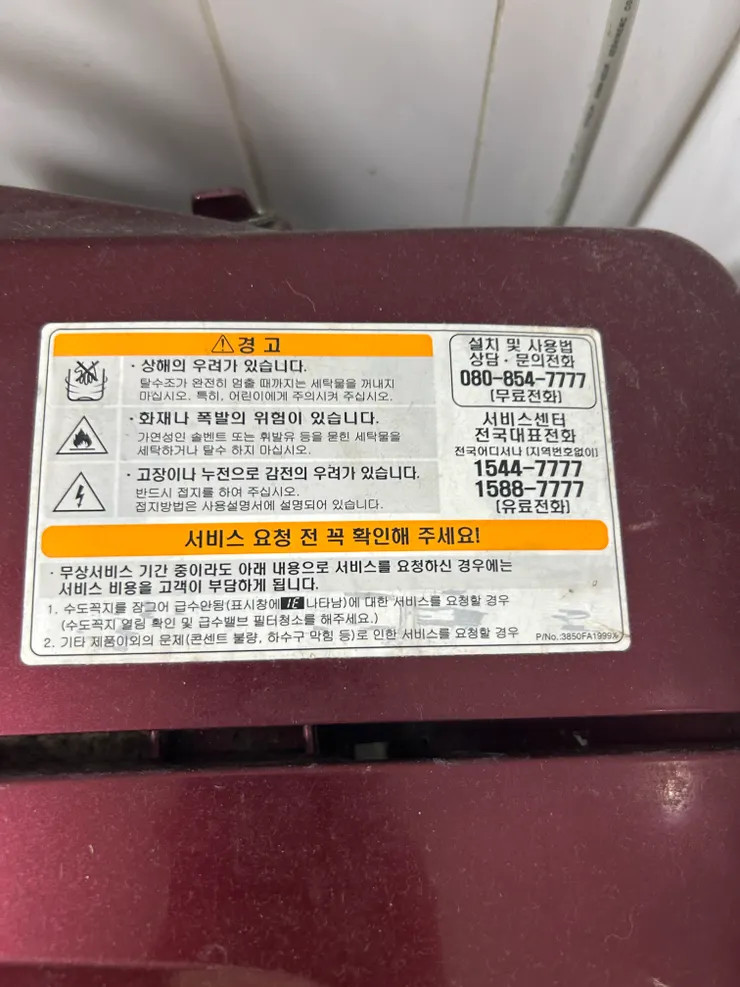 경고
· 상해의 우려가 있습니다.
탈수조가 완전히 멈출 때까지는 세탁물을 꺼내지
마십시오. 특히, 어린이에게 주의시켜 주십시오.
· 화재나 폭발의 위험이 있습니다.
가연성인 솔벤트 또는 휘발유 등을 묻힌 세탁물을
세탁하거나 탈수 하지 마십시오.
· 고장이나 누전으로 감전의 우려가 있습니다.
반드시 접지를 하여 주십시오.
접지방법은 사용설명서에 설명되어 있습니다.
설치 및 사용법
상담 · 문의전화
080-854-7777
(무료전화)
서비스센터
전국대표전화
전국어디서나 (지역번호없이)
1544-7777
1588-7777
(유료전화)
서비스 요청 전 꼭 확인해 주세요!
· 무상서비스 기간 중이라도 아래 내용으로 서비스를 요청하신 경우에는
서비스 비용을 고객이 부담하게 됩니다.
1. 수도꼭지를 잠그어 급수안됨(표시창에 IE 나타남)에 대한 서비스를 요청할 경우
(수도꼭지 열림 확인 및 급수밸브 필터청소를 해주세요.)
2. 기타 제품이외의 문제(콘센트 불량, 하수구 막힘 등)로 인한 서비스를 요청할 경우
P/No.:3850FA1999X